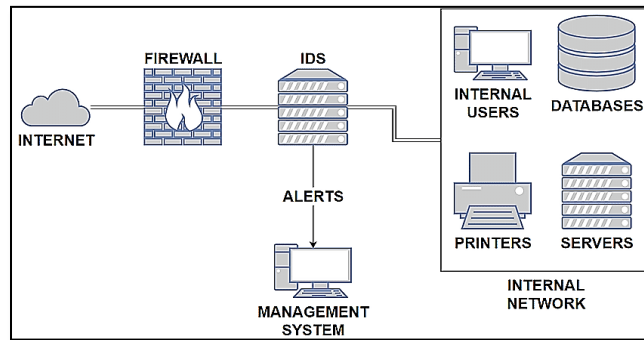 FIREWALL
IDS
INTERNET
INTERNAL
USERS
DATABASES
ALERTS
PRINTERS
SERVERS
MANAGEMENT
SYSTEM
INTERNAL
NETWORK